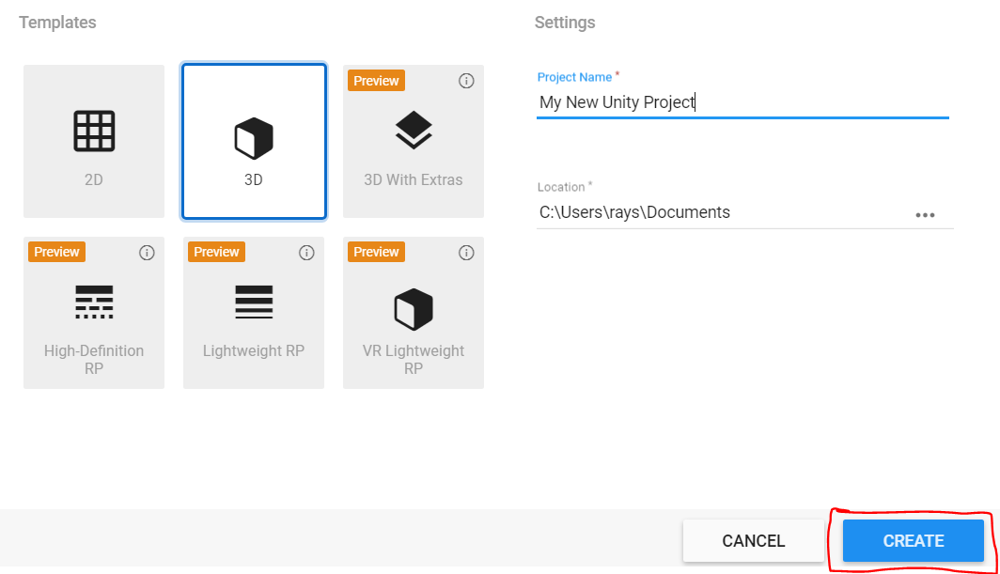 Templates
Settings
2D
3D
Preview
3D With Extras
Preview
High-Definition
RP
Preview
Lightweight RP
Preview
VR Lightweight
RP
Project Name *
My New Unity Project
Location *
C:\Users\rays\Documents
CANCEL
CREATE